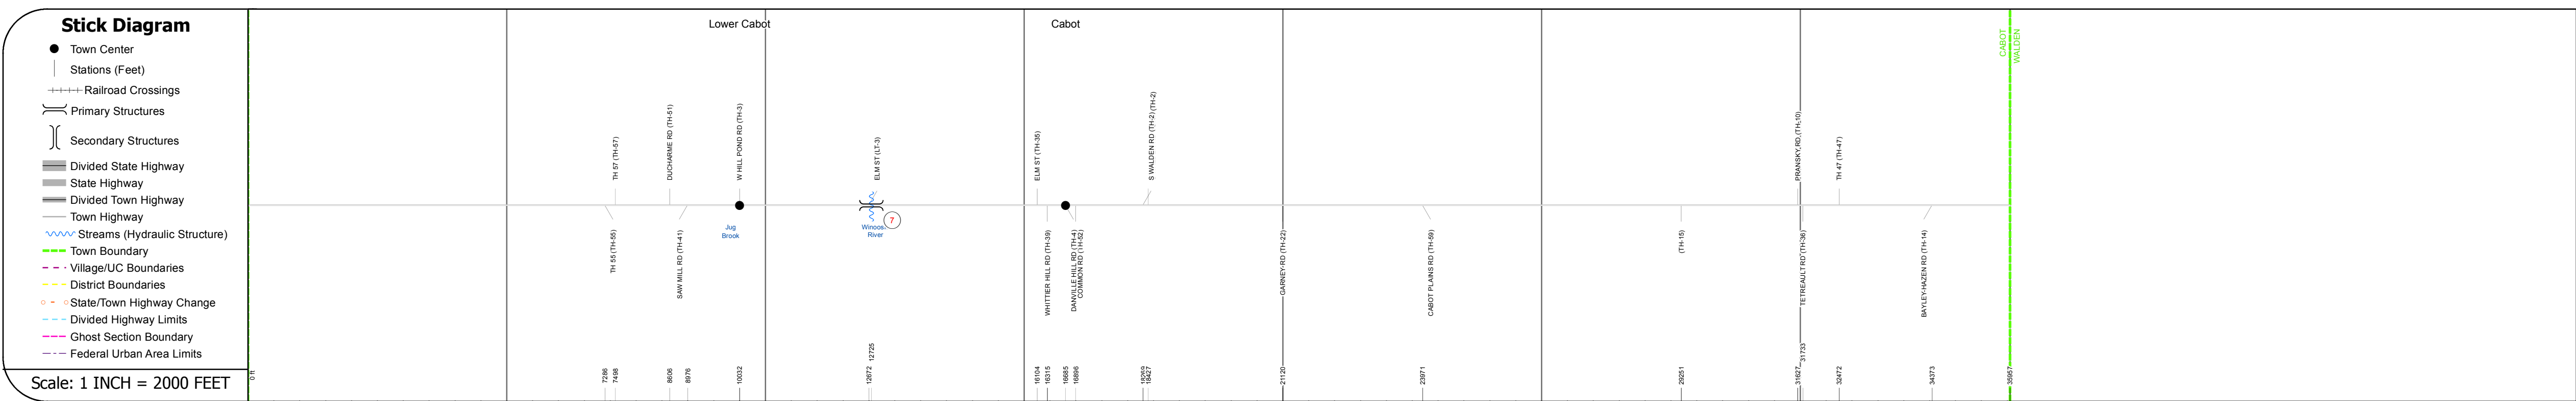 Stick Diagram
Town Center
Stations (Feet)
Railroad Crossings
Primary Structures
Secondary Structures
Divided State Highway
State Highway
Divided Town Highway
Town Highway
Streams (Hydraulic Structure)
Town Boundary
Village/UC Boundaries
District Boundaries
State/Town Highway Change
Divided Highway Limits
Ghost Section Boundary
Federal Urban Area Limits
Scale: 1 INCH = 2000 FEET
Lower Cabot
Cabot
CABOT
WALDEN
TH 57 (TH-57)
DUCHARME RD (TH-51)
W HILL POND RD (TH-3)
ELM ST (LT-3)
ELM ST (TH-35)
S WALDEN RD (TH-2) (TH-2)
PRANSKY RD (TH-10)
TH 47 (TH-47)
7
Jug
Brook
River
TH 55 (TH-55)
SAW MILL RD (TH-41)
WHITTIER HILL RD (TH-39)
DANVILLE HILL RD (TH-4)
COMMON RD (TH-52)
GARNEY RD (TH-22)
CABOT PLAINS RD (TH-59)
(TH-15)
TETREAULT RD (TH-36)
BAYLEY-HAZEN RD (TH-14)
0 ft
7286
7498
8606
8976
10032
12672
12725
16104
16315
16685
16896
18427
21120
23971
29251
31627
31733
32472
34373
35957